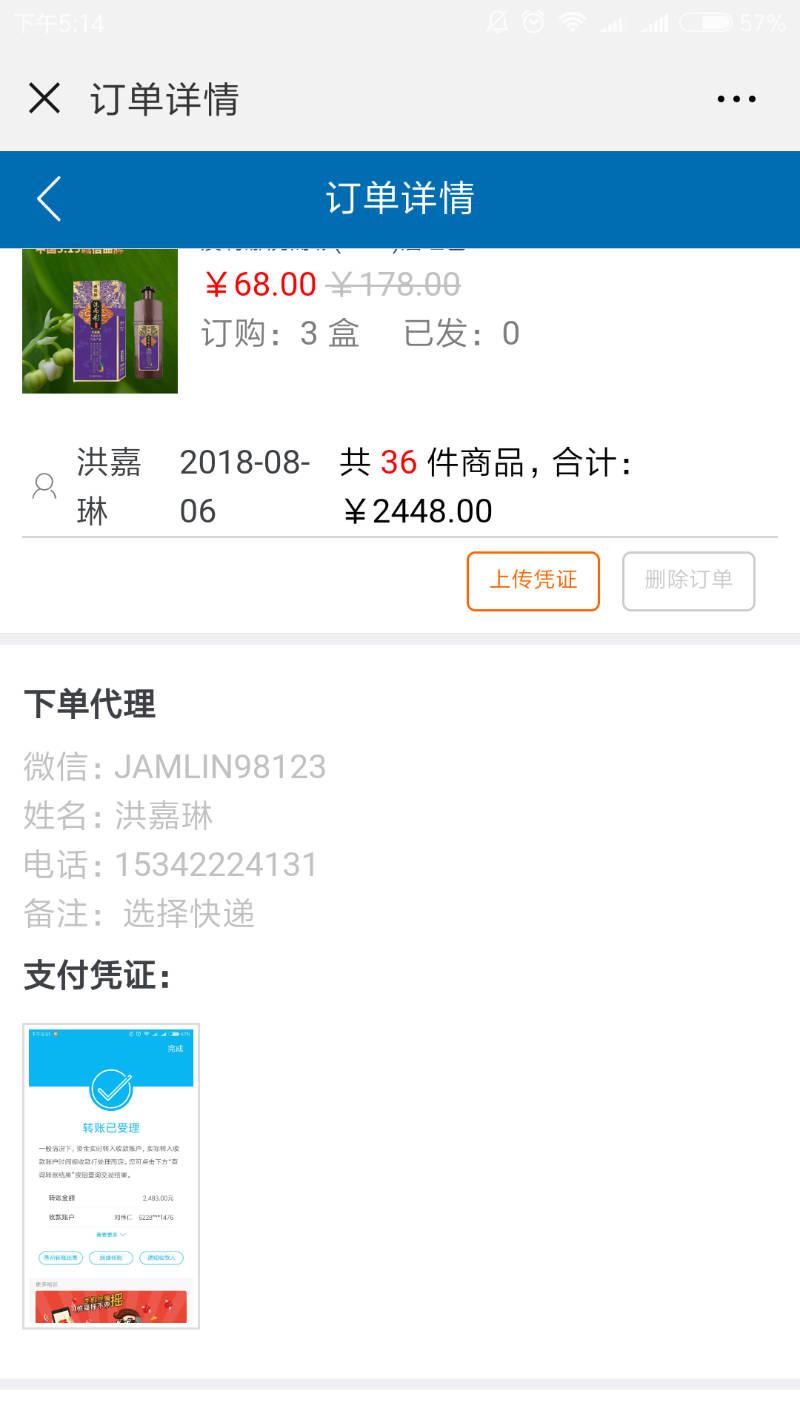 下午5:14
57%
订单详情
订单详情
￥68.00 ￥178.00
订购：3 盒 已发：0
洪嘉琳 2018-08-06 共 36 件商品，合计：
￥2448.00
上传凭证 删除订单
下单代理
微信：JAMLIN98123
姓名：洪嘉琳
电话：15342224131
备注： 选择快递
支付凭证：
完成
转账已受理
转账金额 2,483.00元
收款账户 6228***1476
查看更多